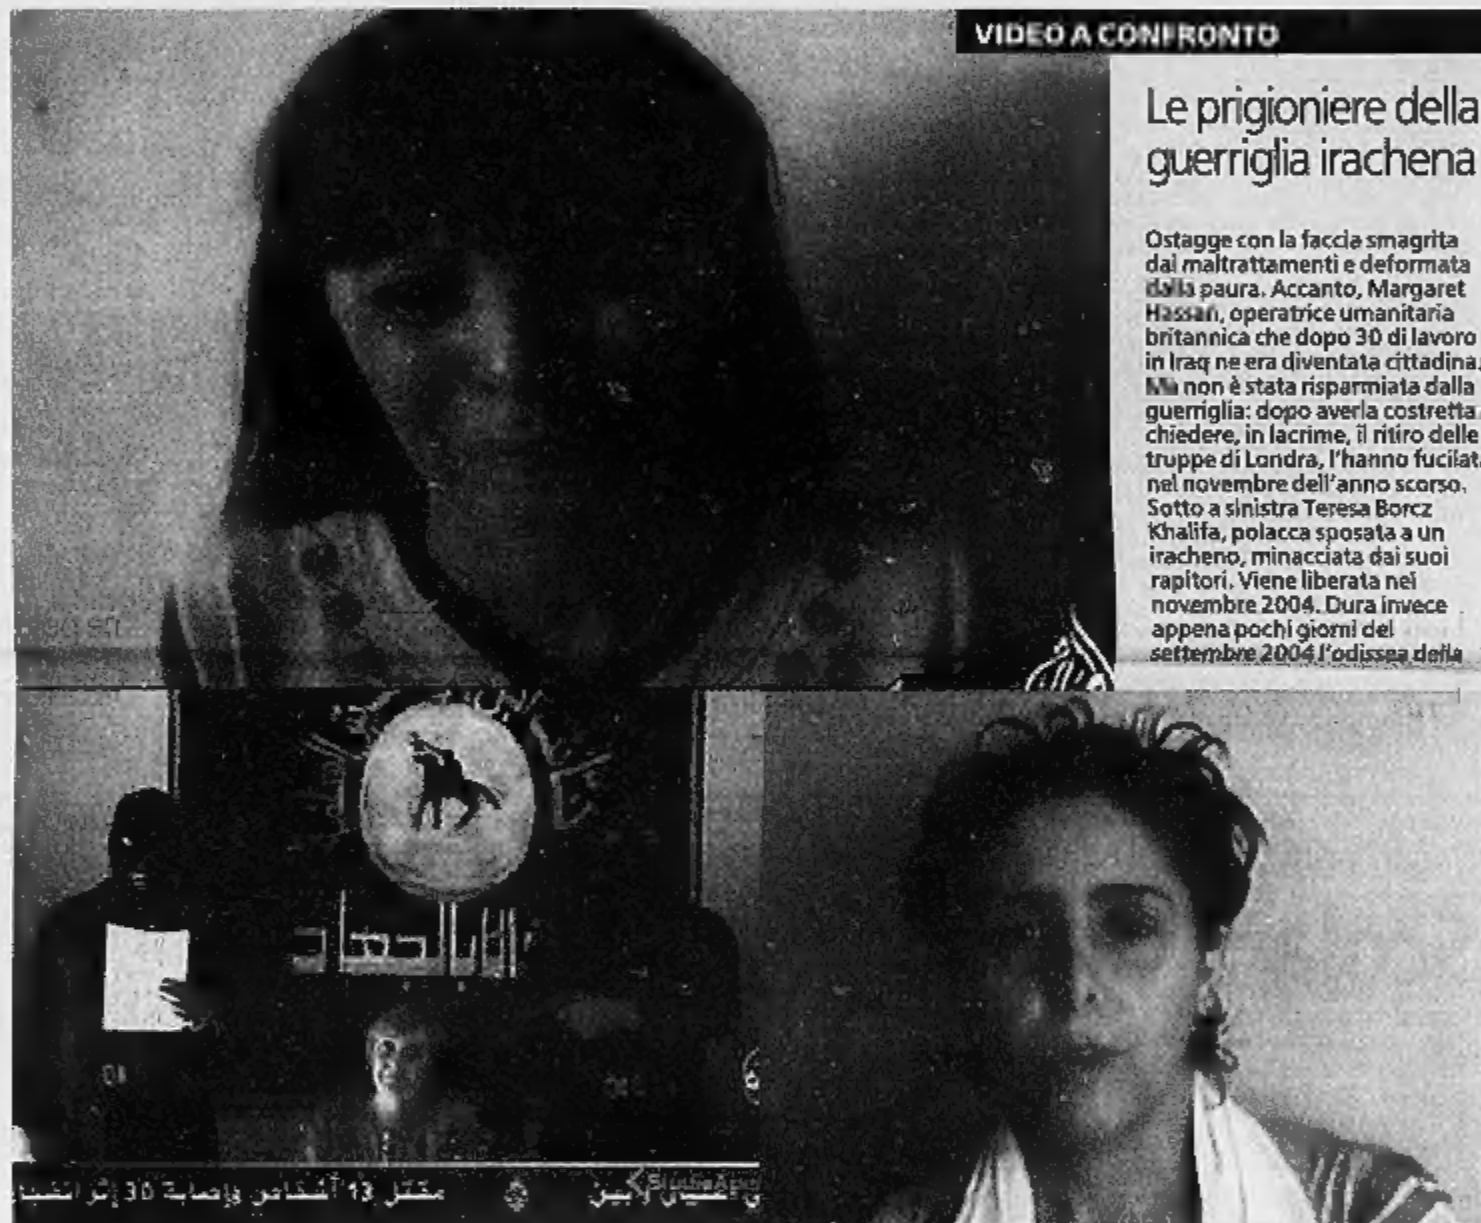 VIDEO A CONFRONTO
Le prigioniere della
guerriglia irachena
Ostagge con la faccia smagrita
dai maltrattamenti e deformata
dalla paura. Accanto, Margaret
Hassan, operatrice umanitaria
britannica che dopo 30 di lavoro
in Iraq ne era diventata cittadina.
Ma non è stata risparmiata dalla
guerriglia: dopo averla costretta
chiedere, in lacrime, il ritiro delle
truppe di Londra, l'hanno fucilata
nel novembre dell'anno scorso.
Sotto a sinistra Teresa Borcz
Khalifa, polacca sposata a un
iracheno, minacciata dai suoi
rapitori. Viene liberata nel
novembre 2004. Dura invece
appena pochi giorni del
settembre 2004 l'odissea della
مقتل 13 أشخاص وإصابة 30 إثر